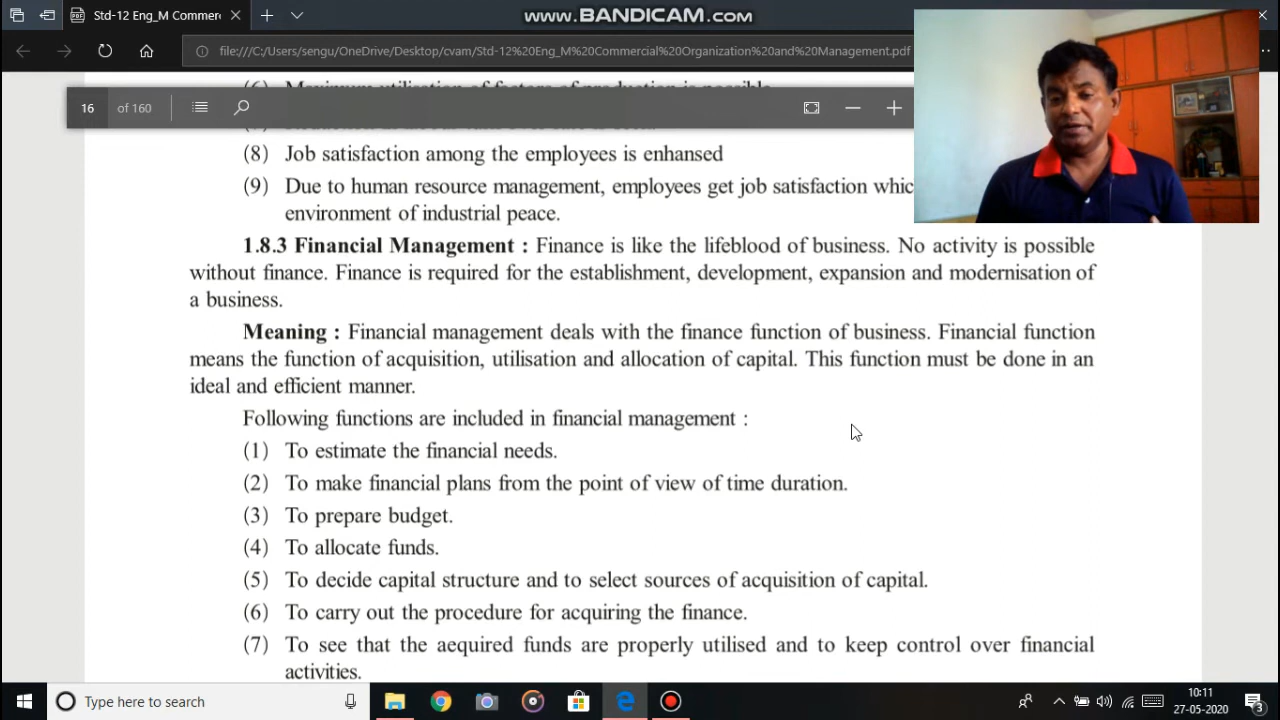 Std-12 Eng_M Commerc
www.BANDICAM.com
file:///C:/Users/sengu/OneDrive/Desktop/cvam/Std-12%20Eng_M%20Commercial%20Organization%20and%20Management.pdf
(6) Maximum utilisation of factors of production is possible
16 of 160
(8) Job satisfaction among the employees is enhansed
(9) Due to human resource management, employees get job satisfaction
environment of industrial peace.
1.8.3 Financial Management : Finance is like the lifeblood of business. No activity is possible
without finance. Finance is required for the establishment, development, expansion and modernisation of
a business.
Meaning : Financial management deals with the finance function of business. Financial function
means the function of acquisition, utilisation and allocation of capital. This function must be done in an
ideal and efficient manner.
Following functions are included in financial management :
(1) To estimate the financial needs.
(2) To make financial plans from the point of view of time duration.
(3) To prepare budget.
(4) To allocate funds.
(5) To decide capital structure and to select sources of acquisition of capital.
(6) To carry out the procedure for acquiring the finance.
(7) To see that the aequired funds are properly utilised and to keep control over financial
activities.
Type here to search
10:11
27-05-2020
3